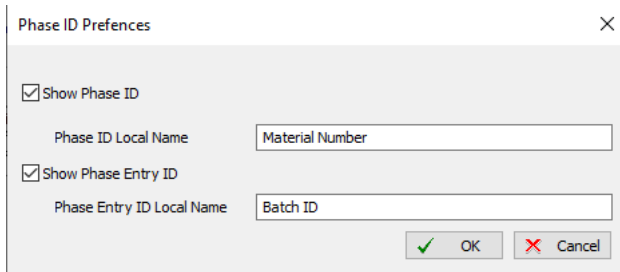 Phase ID Prefences
Show Phase ID
Phase ID Local Name Material Number
Show Phase Entry ID
Phase Entry ID Local Name Batch ID
OK Cancel